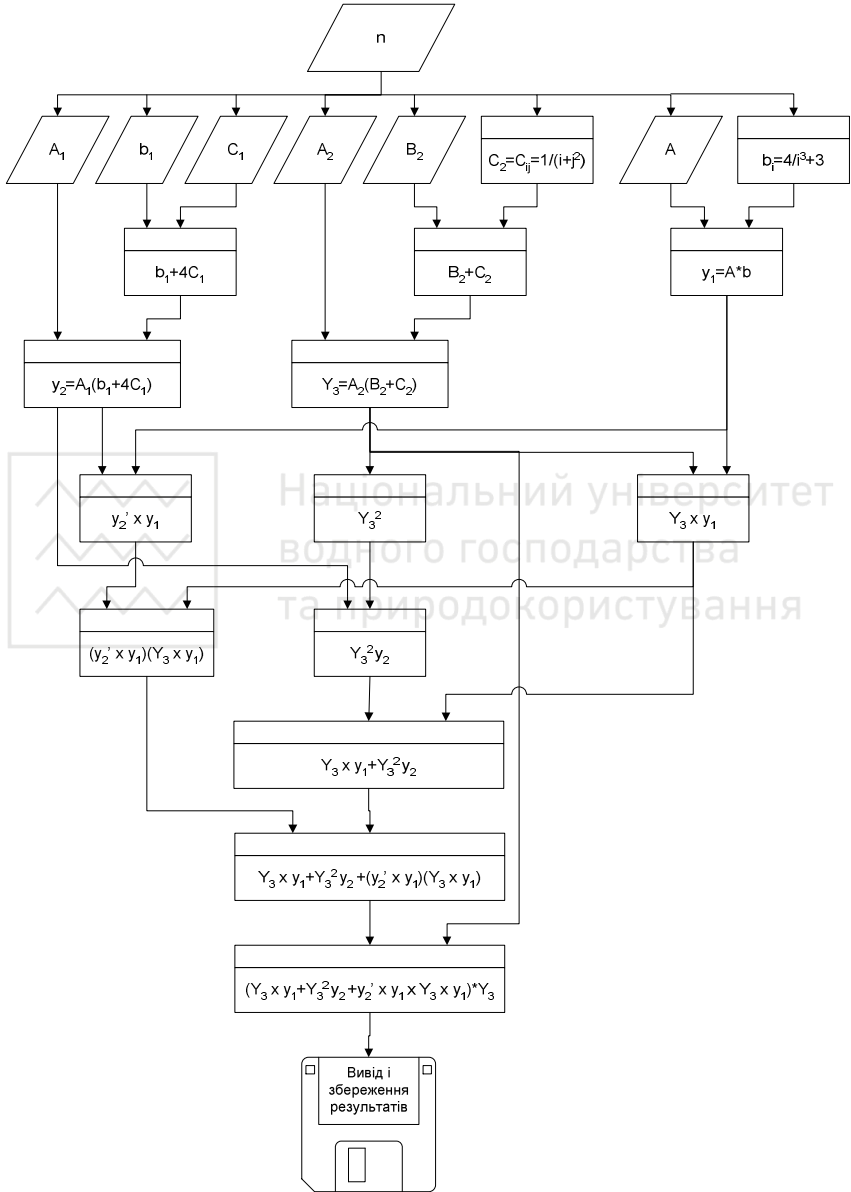 n
A₁
b₁
C₁
A₂
B₂
C₂=Cᵢⱼ=1/(i+j²)
A
bᵢ=4/i³+3
b₁+4C₁
B₂+C₂
y₁=A*b
y₂=A₁(b₁+4C₁)
Y₃=A₂(B₂+C₂)
Національний університет
водного господарства
та природокористування
y₂’ x y₁
Y₃²
Y₃ x y₁
(y₂’ x y₁)(Y₃ x y₁)
Y₃²y₂
Y₃ x y₁+Y₃²y₂
Y₃ x y₁+Y₃²y₂+(y₂’ x y₁)(Y₃ x y₁)
(Y₃ x y₁+Y₃²y₂+y₂’ x y₁ x Y₃ x y₁)*Y₃
Вивід і
збереження
результатів